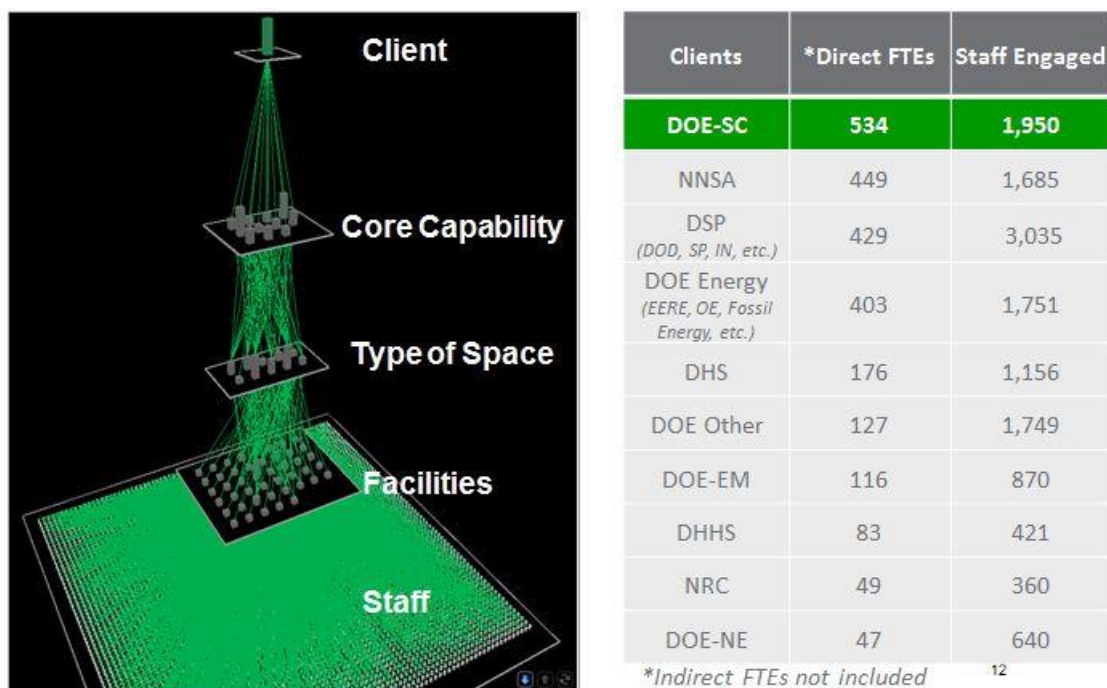 Client
Core Capability
Type of Space
Facilities
Staff
Clients *Direct FTEs Staff Engaged
DOE-SC 534 1,950
NNSA 449 1,685
DSP
(DOD, SP, IN, etc.) 429 3,035
DOE Energy
(EERE, OE, Fossil
Energy, etc.) 403 1,751
DHS 176 1,156
DOE Other 127 1,749
DOE-EM 116 870
DHHS 83 421
NRC 49 360
DOE-NE 47 640
*Indirect FTEs not included 12